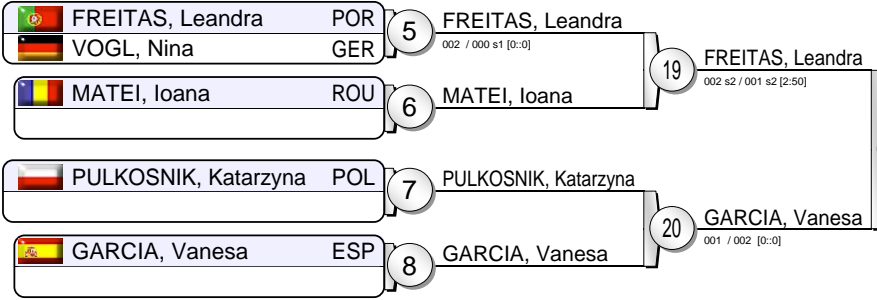 FREITAS, Leandra POR
VOGL, Nina GER
5
FREITAS, Leandra
002 / 000 s1 [0::0]
MATEI, Ioana ROU
6
MATEI, Ioana
19
FREITAS, Leandra
002 s2 / 001 s2 [2:50]
PULKOSNIK, Katarzyna POL
7
PULKOSNIK, Katarzyna
GARCIA, Vanesa ESP
8
GARCIA, Vanesa
20
GARCIA, Vanesa
001 / 002 [0::0]